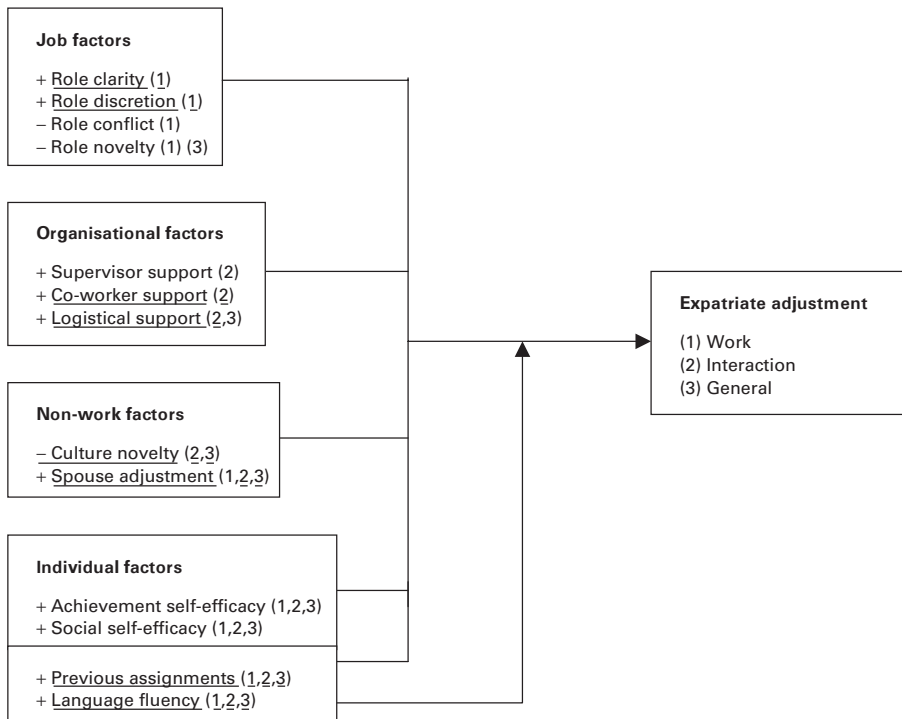 Job factors
+ Role clarity (1)
+ Role discretion (1)
– Role conflict (1)
– Role novelty (1) (3)
Organisational factors
+ Supervisor support (2)
+ Co-worker support (2)
+ Logistical support (2,3)
Non-work factors
– Culture novelty (2,3)
+ Spouse adjustment (1,2,3)
Individual factors
+ Achievement self-efficacy (1,2,3)
+ Social self-efficacy (1,2,3)
+ Previous assignments (1,2,3)
+ Language fluency (1,2,3)
Expatriate adjustment
(1) Work
(2) Interaction
(3) General